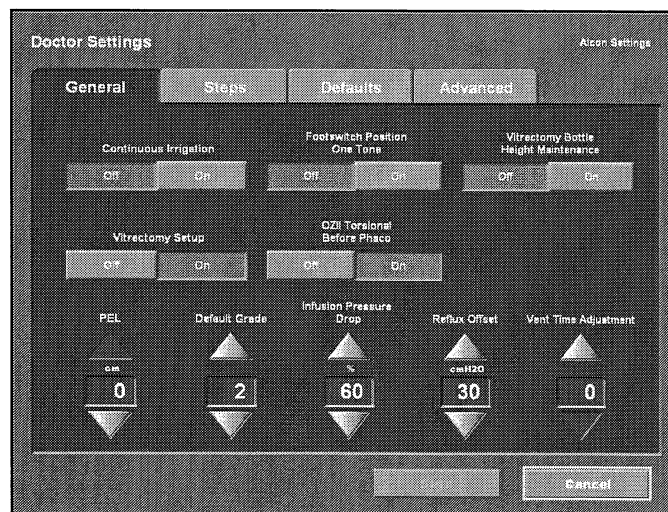 Doctor Settings
Alcon Settings
General Steps Defaults Advanced
Continuous Irrigation
Off On
Footswitch Position
One Tone
Off On
Vitrectomy Bottle
Height Maintenance
Off On
Vitrectomy Setup
Off On
OZil Torsional
Before Phaco
Off On
PEL
cm
0
Default Grade
2
Infusion Pressure
Drop
%
60
Reflux Offset
cmH2O
30
Vent Time Adjustment
0
Cancel